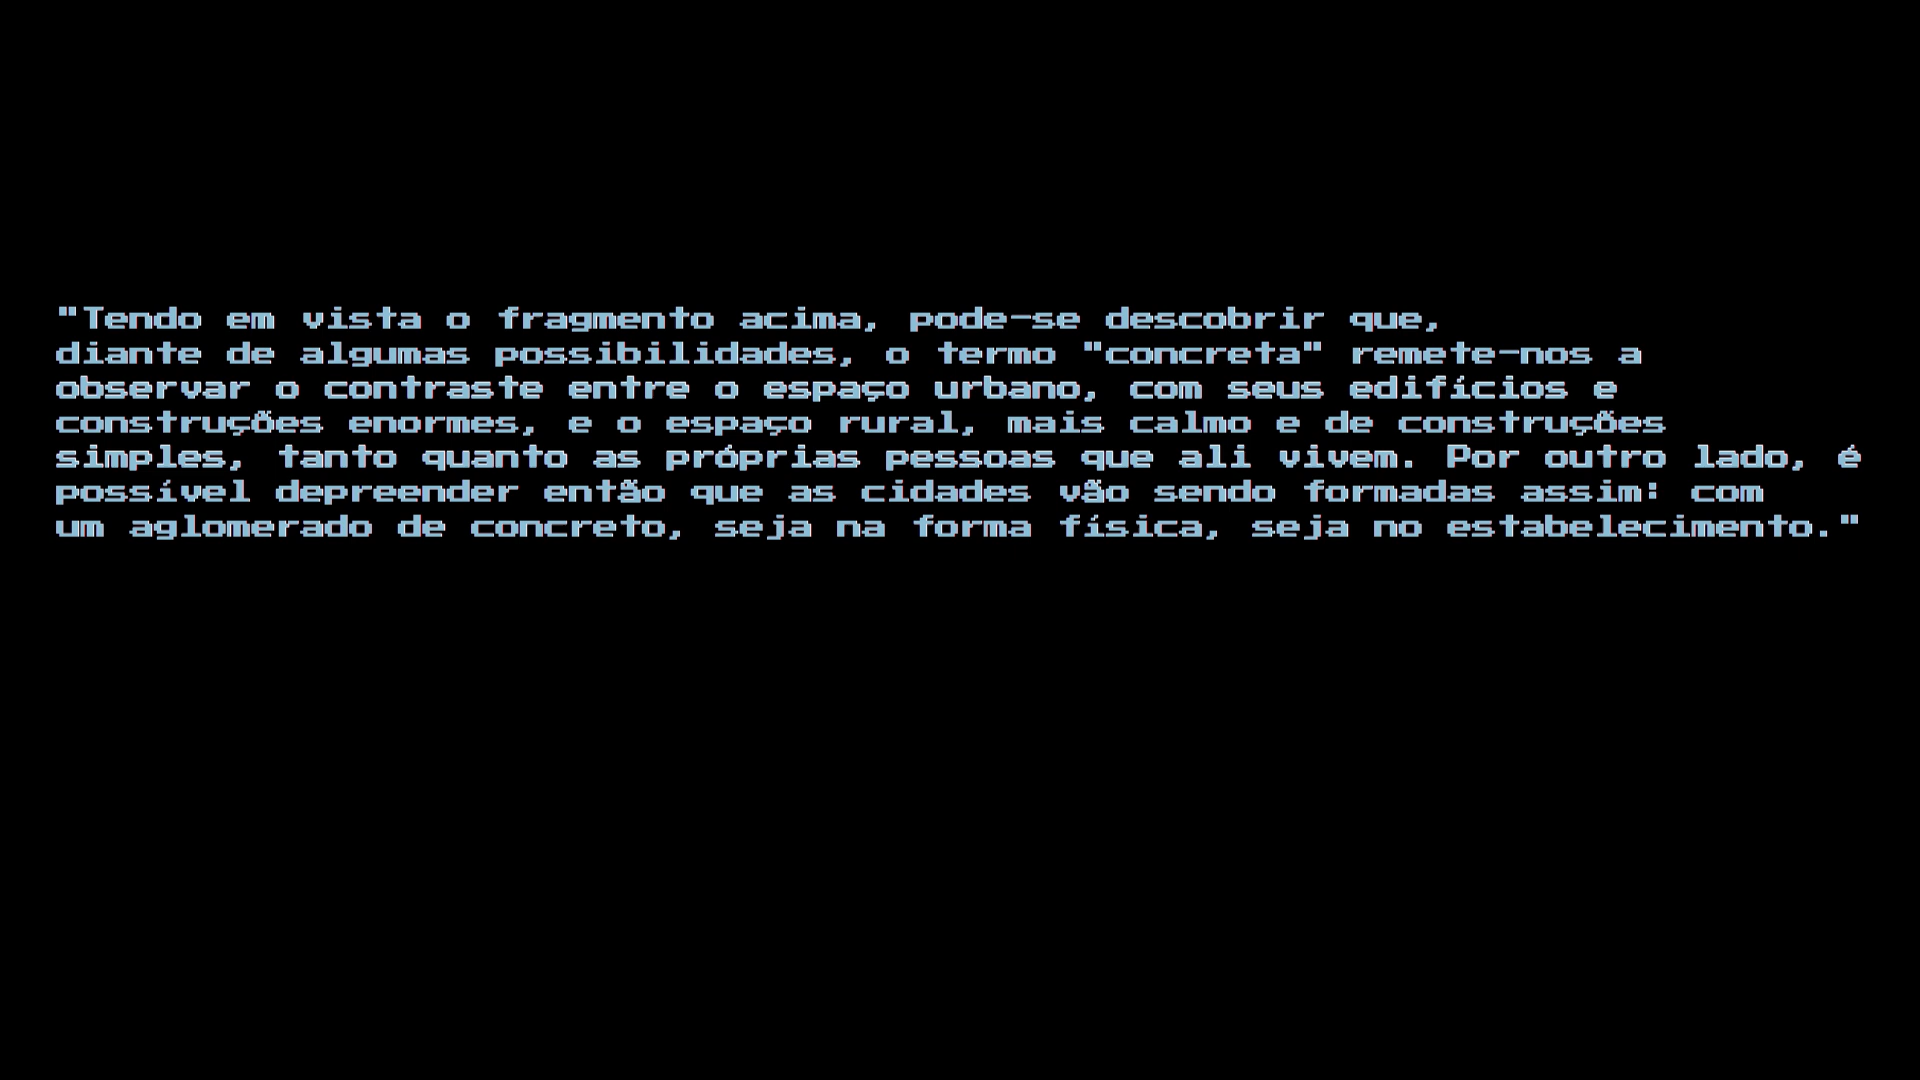 "Tendo em vista o fragmento acima, pode-se descobrir que,
diante de algumas possibilidades, o termo "concreta" remete-nos a
observar o contraste entre o espaço urbano, com seus edifícios e
construções enormes, e o espaço rural, mais calmo e de construções
simples, tanto quanto as próprias pessoas que ali vivem. Por outro lado, é
possível depreender então que as cidades vão sendo formadas assim: com
um aglomerado de concreto, seja na forma física, seja no estabelecimento."